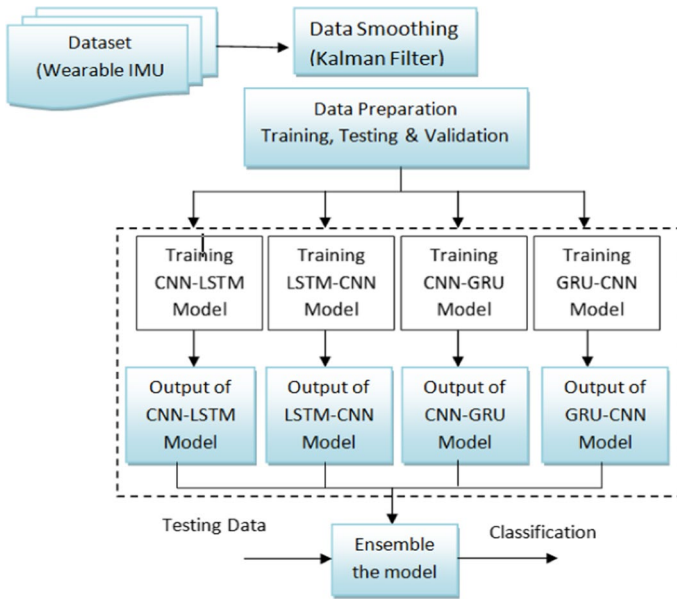 Dataset
(Wearable IMU
Data Smoothing
(Kalman Filter)
Data Preparation
Training, Testing & Validation
Training
CNN-LSTM
Model
Training
LSTM-CNN
Model
Training
CNN-GRU
Model
Training
GRU-CNN
Model
Output of
CNN-LSTM
Model
Output of
LSTM-CNN
Model
Output of
CNN-GRU
Model
Output of
GRU-CNN
Model
Testing Data
Ensemble
the model
Classification